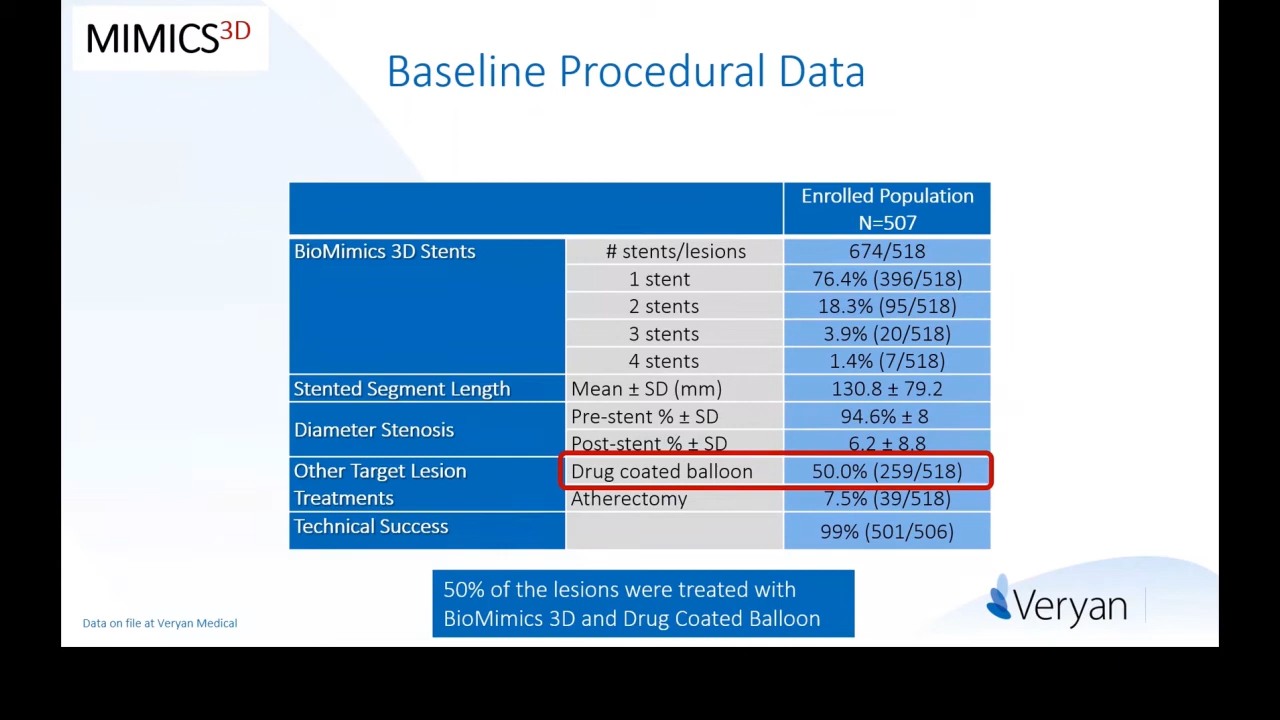 MIMICS3D
Baseline Procedural Data
Enrolled Population
N=507
BioMimics 3D Stents # stents/lesions 674/518
1 stent 76.4% (396/518)
2 stents 18.3% (95/518)
3 stents 3.9% (20/518)
4 stents 1.4% (7/518)
Stented Segment Length Mean ± SD (mm) 130.8 ± 79.2
Diameter Stenosis Pre-stent % ± SD 94.6% ± 8
Post-stent % ± SD 6.2 ± 8.8
Other Target Lesion Drug coated balloon 50.0% (259/518)
Treatments Atherectomy 7.5% (39/518)
Technical Success 99% (501/506)
50% of the lesions were treated with
BioMimics 3D and Drug Coated Balloon
Data on file at Veryan Medical
Veryan